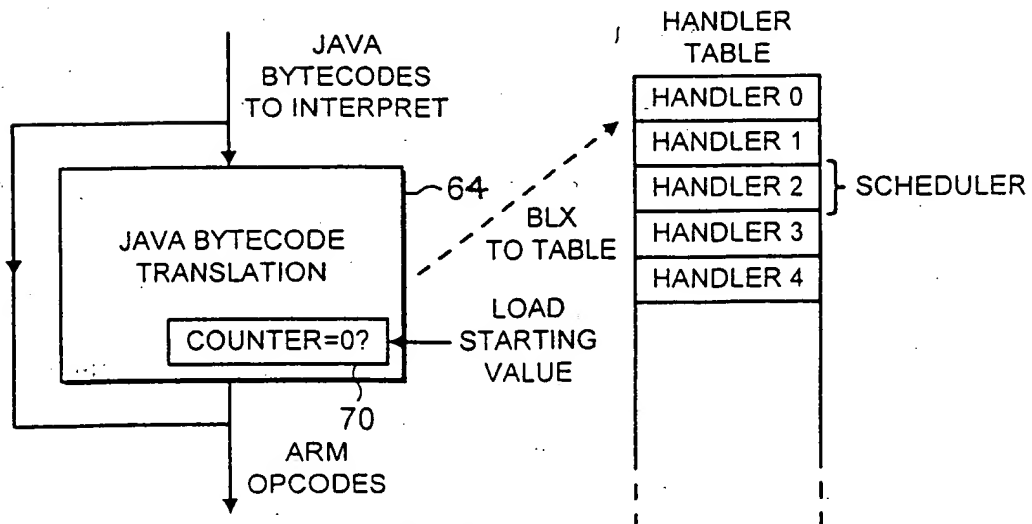 JAVA
BYTECODES
TO INTERPRET
64
JAVA BYTECODE
TRANSLATION
COUNTER=0?
70
ARM
OPCODES
BLX
TO TABLE
LOAD
STARTING
VALUE
HANDLER
TABLE
HANDLER 0
HANDLER 1
HANDLER 2
SCHEDULER
HANDLER 3
HANDLER 4